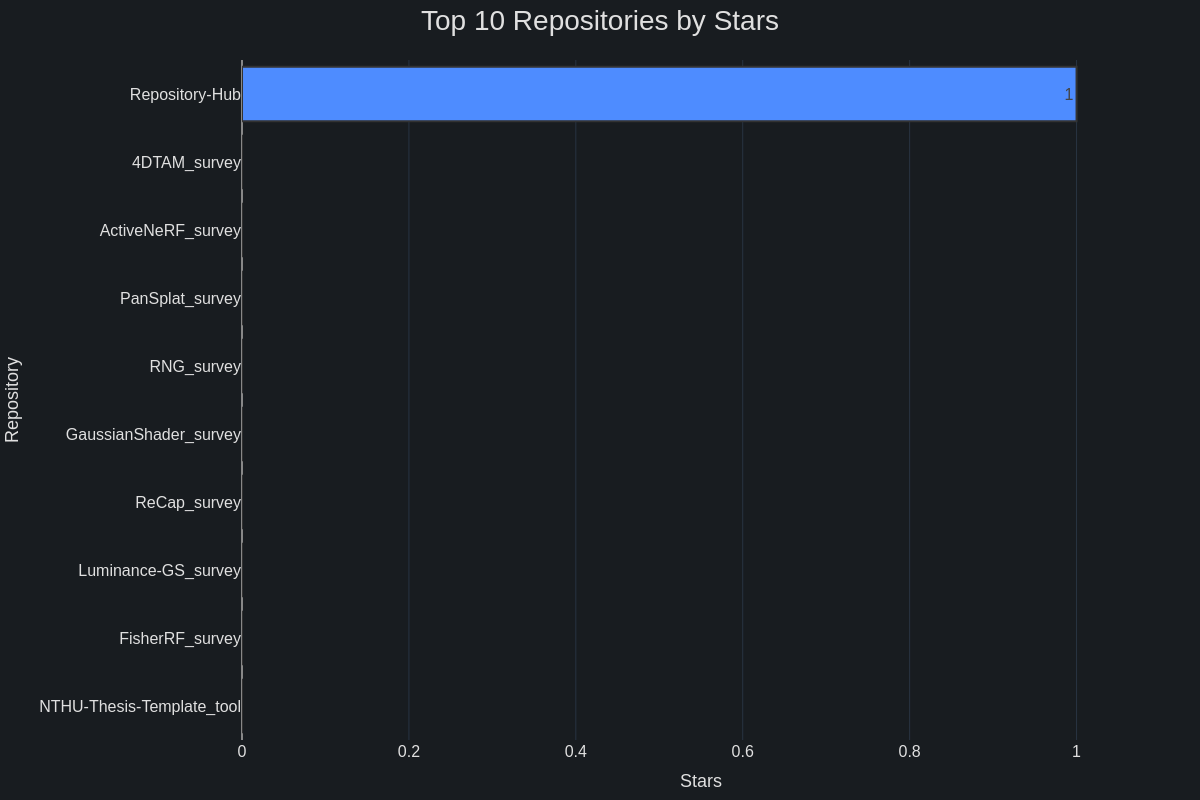 Top 10 Repositories by Stars
Repository
Repository-Hub
1
4DTAM_survey
ActiveNeRF_survey
PanSplat_survey
RNG_survey
GaussianShader_survey
ReCap_survey
Luminance-GS_survey
FisherRF_survey
NTHU-Thesis-Template_tool
0 0.2 0.4 0.6 0.8 1
Stars